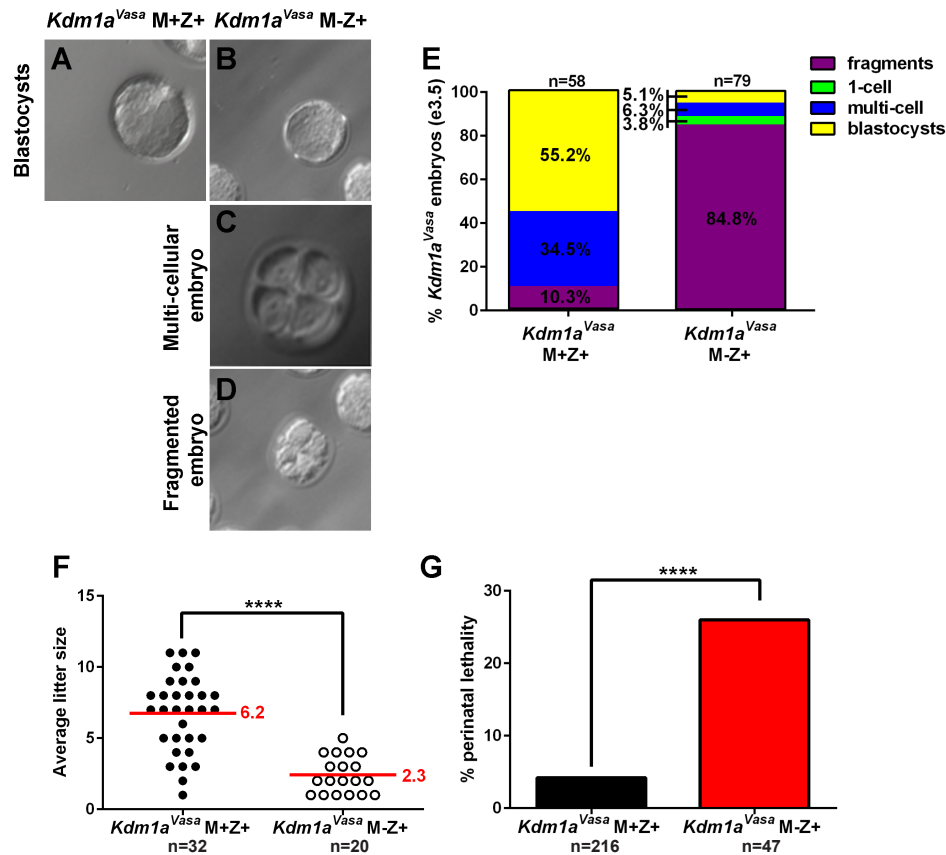 Kdm1aVasa M+Z+
Kdm1aVasa M-Z+
Blastocysts
A
B
Multi-cellular
embryo
C
Fragmented
embryo
D
E
% Kdm1aVasa embryos (e3.5)
100
80
60
40
20
0
n=58
n=79
55.2%
34.5%
10.3%
5.1%
6.3%
3.8%
84.8%
Kdm1aVasa
M+Z+
Kdm1aVasa
M-Z+
fragments
1-cell
multi-cell
blastocysts
F
Average litter size
15
10
5
0
****
6.2
2.3
Kdm1aVasa M+Z+
n=32
Kdm1aVasa M-Z+
n=20
G
% perinatal lethality
30
20
10
0
****
Kdm1aVasa M+Z+
n=216
Kdm1aVasa M-Z+
n=47